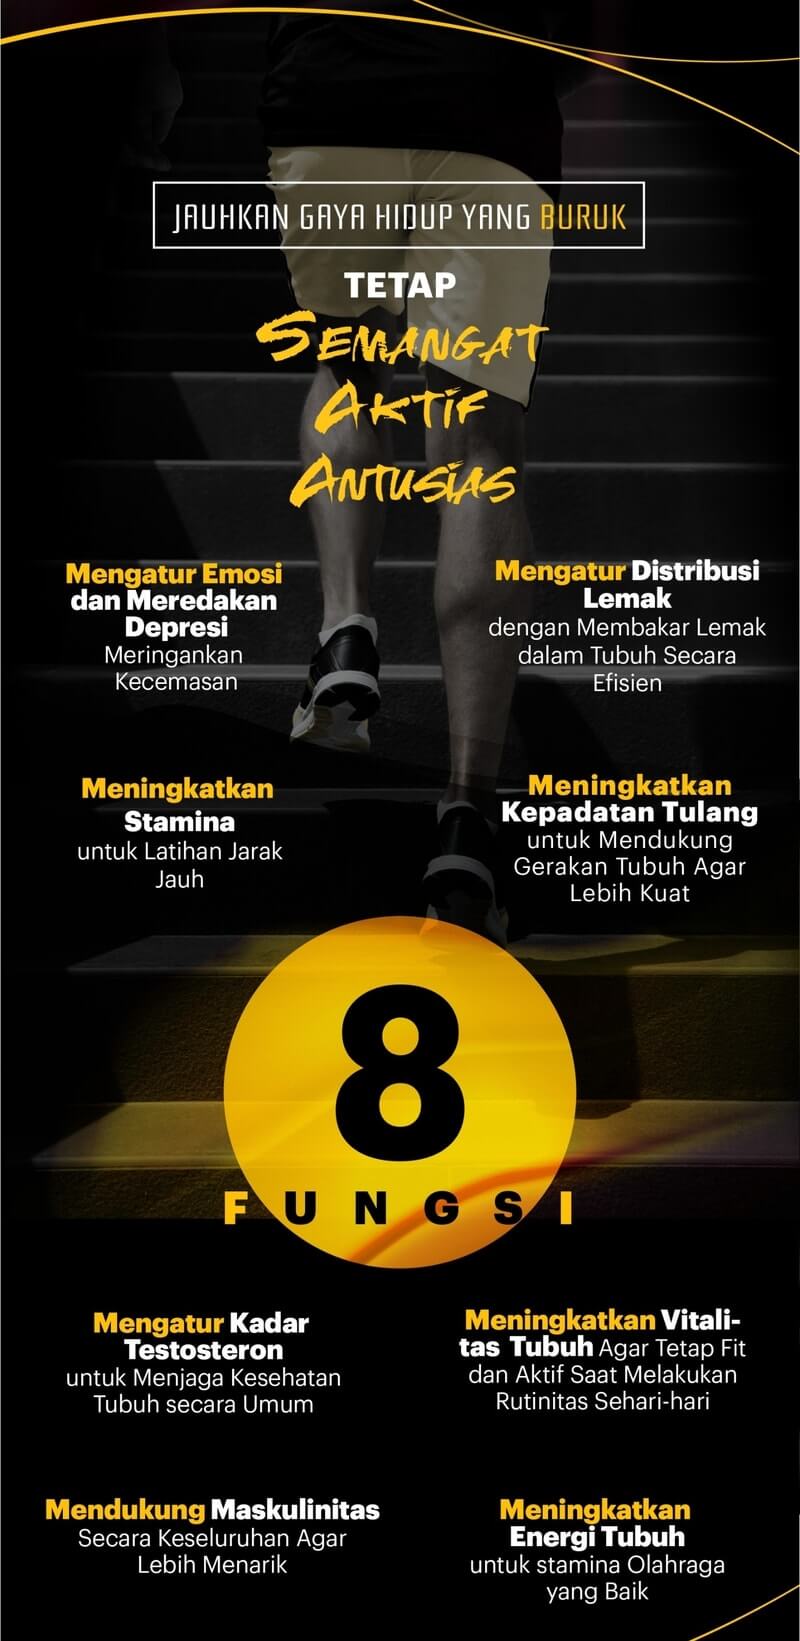 JAUHKAN GAYA HIDUP YANG BURUK
TETAP
SEMANGAT
AKTIF
ANTUSIAS
Mengatur Emosi
dan Meredakan
Depresi
Meringankan
Kecemasan
Mengatur Distribusi
Lemak
dengan Membakar Lemak
dalam Tubuh Secara
Efisien
Meningkatkan
Stamina
untuk Latihan Jarak
Jauh
Meningkatkan
Kepadatan Tulang
untuk Mendukung
Gerakan Tubuh Agar
Lebih Kuat
8
FUNGSI
Mengatur Kadar
Testosteron
untuk Menjaga Kesehatan
Tubuh secara Umum
Meningkatkan Vitali-
tas Tubuh Agar Tetap Fit
dan Aktif Saat Melakukan
Rutinitas Sehari-hari
Mendukung Maskulinitas
Secara Keseluruhan Agar
Lebih Menarik
Meningkatkan
Energi Tubuh
untuk stamina Olahraga
yang Baik